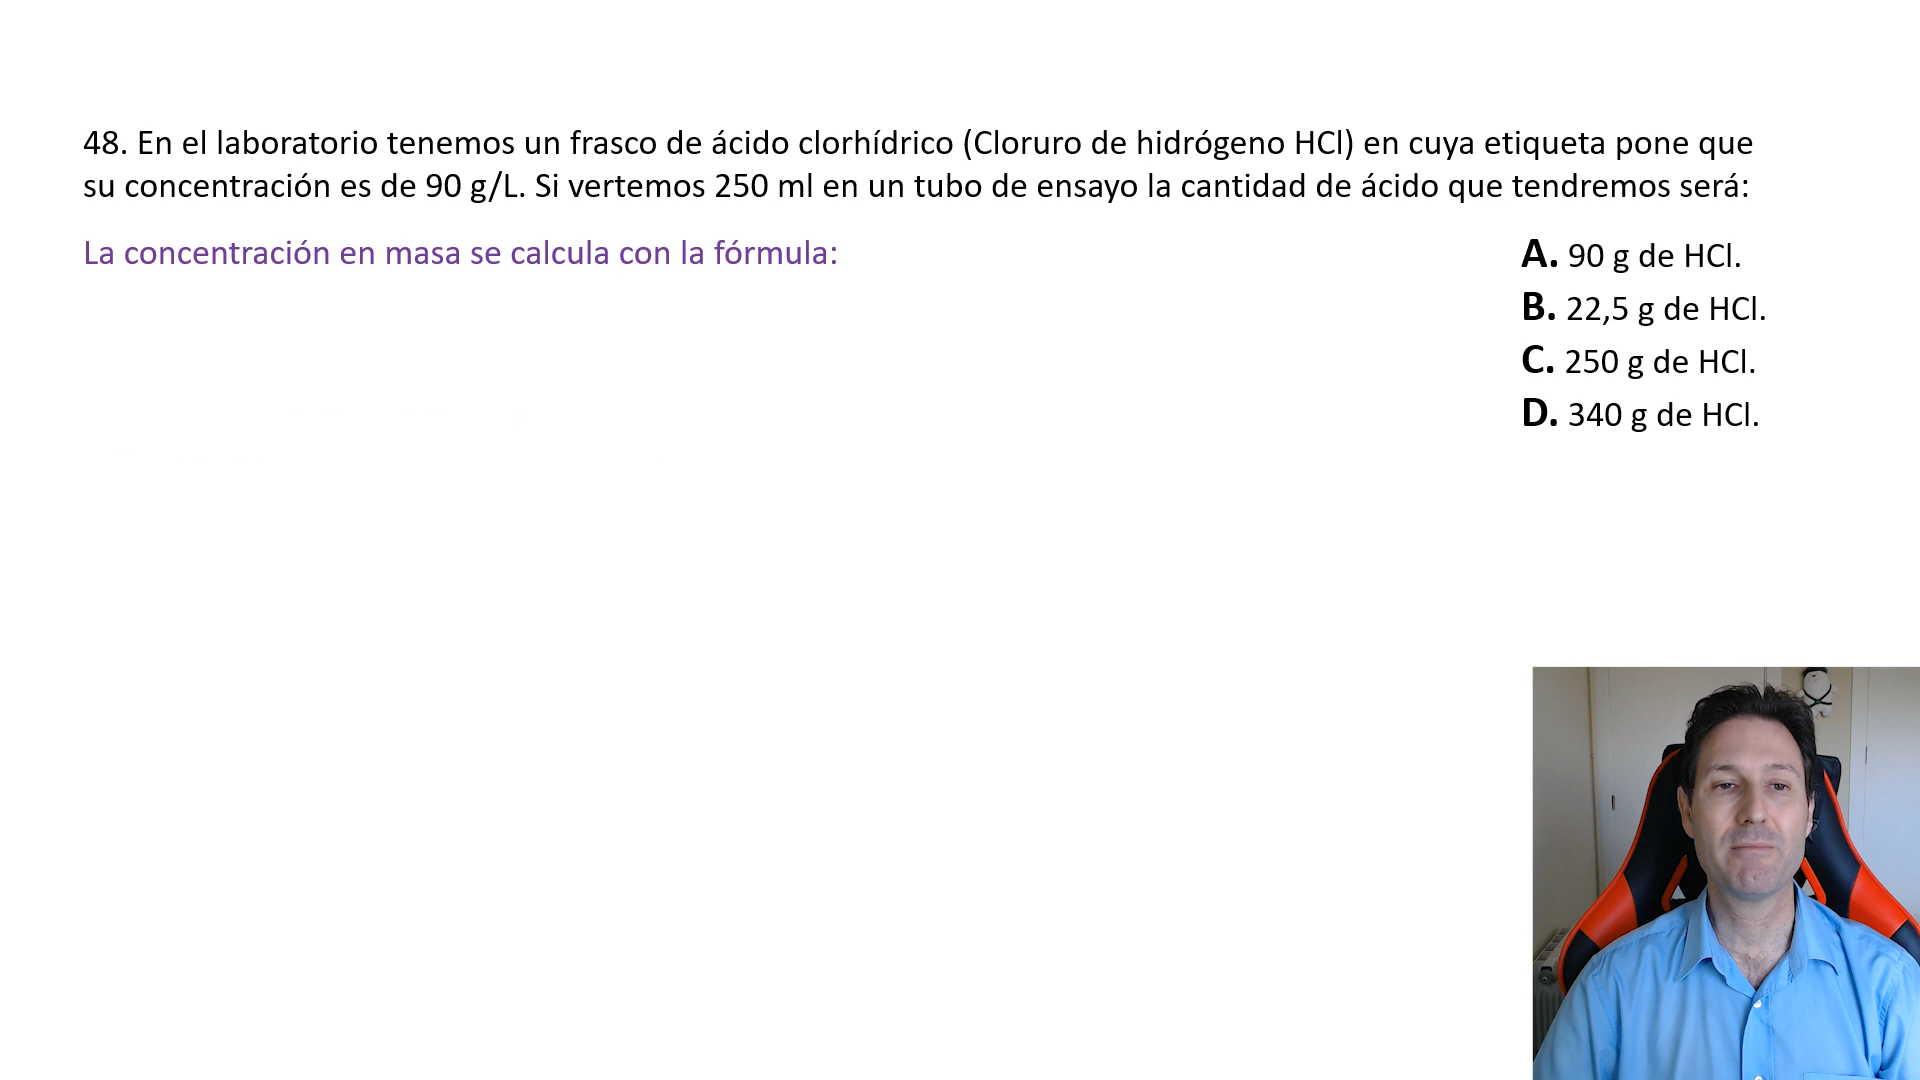 48. En el laboratorio tenemos un frasco de ácido clorhídrico (Cloruro de hidrógeno HCl) en cuya etiqueta pone que
su concentración es de 90 g/L. Si vertemos 250 ml en un tubo de ensayo la cantidad de ácido que tendremos será:
La concentración en masa se calcula con la fórmula:
A. 90 g de HCl.
B. 22,5 g de HCl.
C. 250 g de HCl.
D. 340 g de HCl.